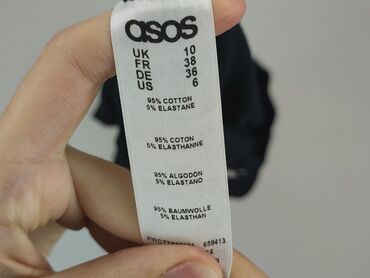 asos
UK 10
FR 38
DE 36
US 6
95% COTTON
5% ELASTANE
95% COTON
5% ELASTHANNE
95% ALGODÓN
5% ELASTANO
95% BAUMWOLLE
5% ELASTHAN
659413